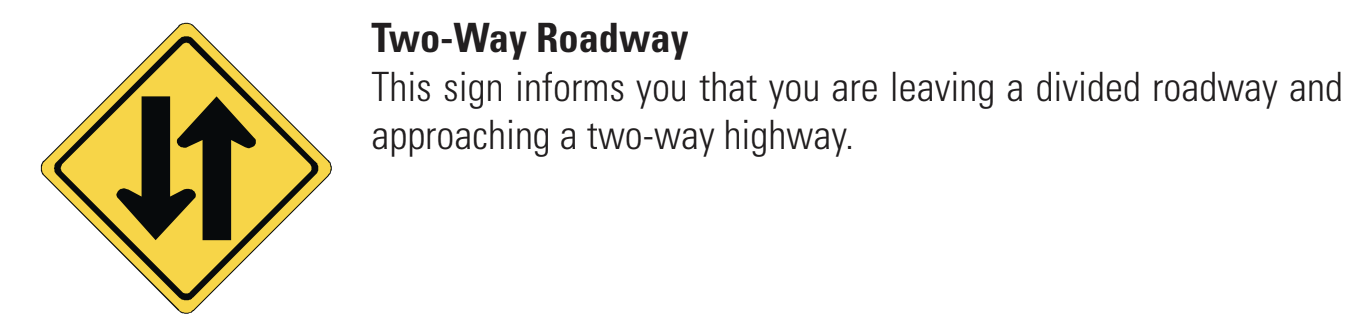 Two-Way Roadway
This sign informs you that you are leaving a divided roadway and
approaching a two-way highway.